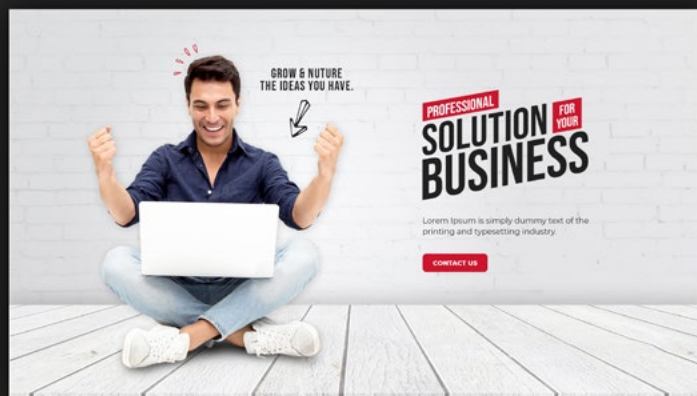 GROW & NUTURE
THE IDEAS YOU HAVE.
PROFESSIONAL
SOLUTION FOR YOUR
BUSINESS
Lorem Ipsum is simply dummy text of the
printing and typesetting industry.
CONTACT US